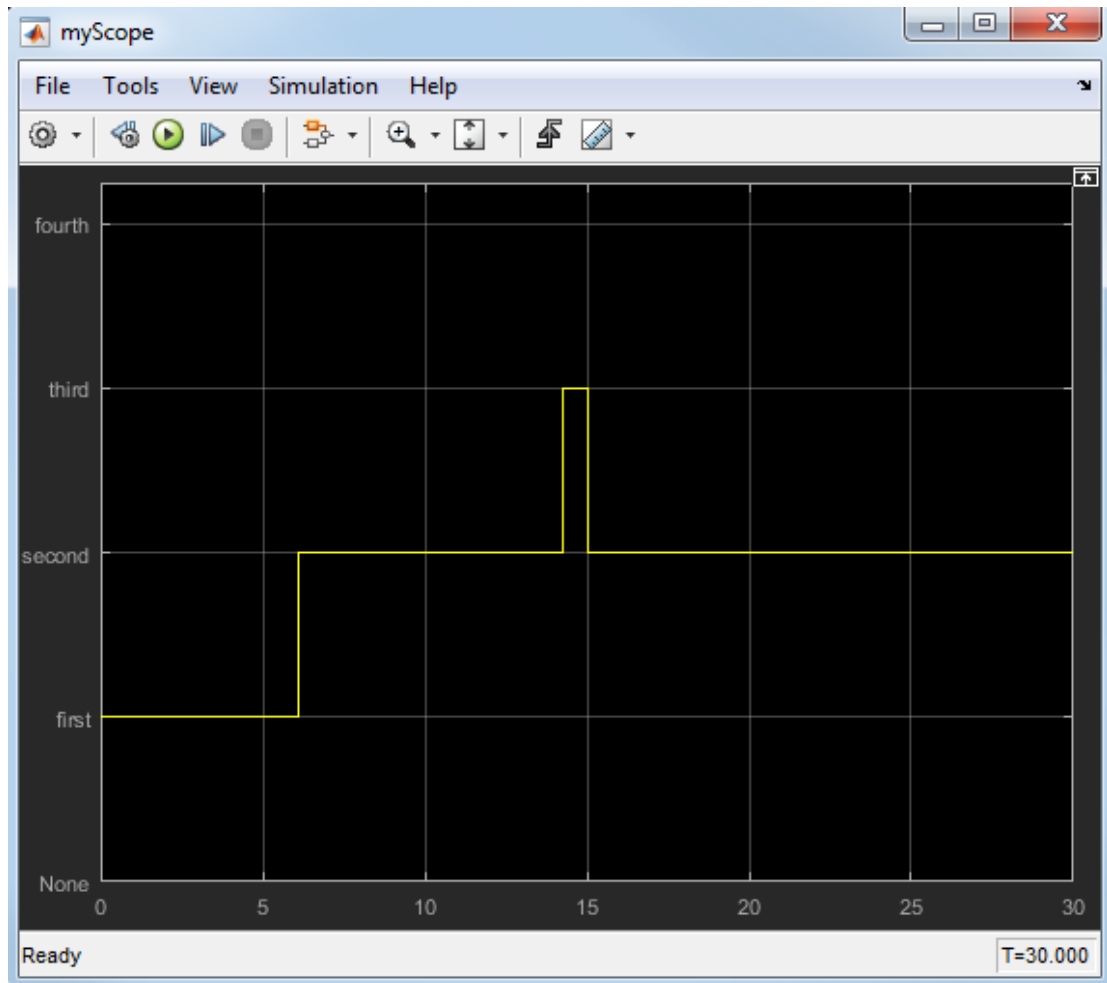 myScope
File Tools View Simulation Help
fourth
third
second
first
None
0 5 10 15 20 25 30
Ready T=30.000